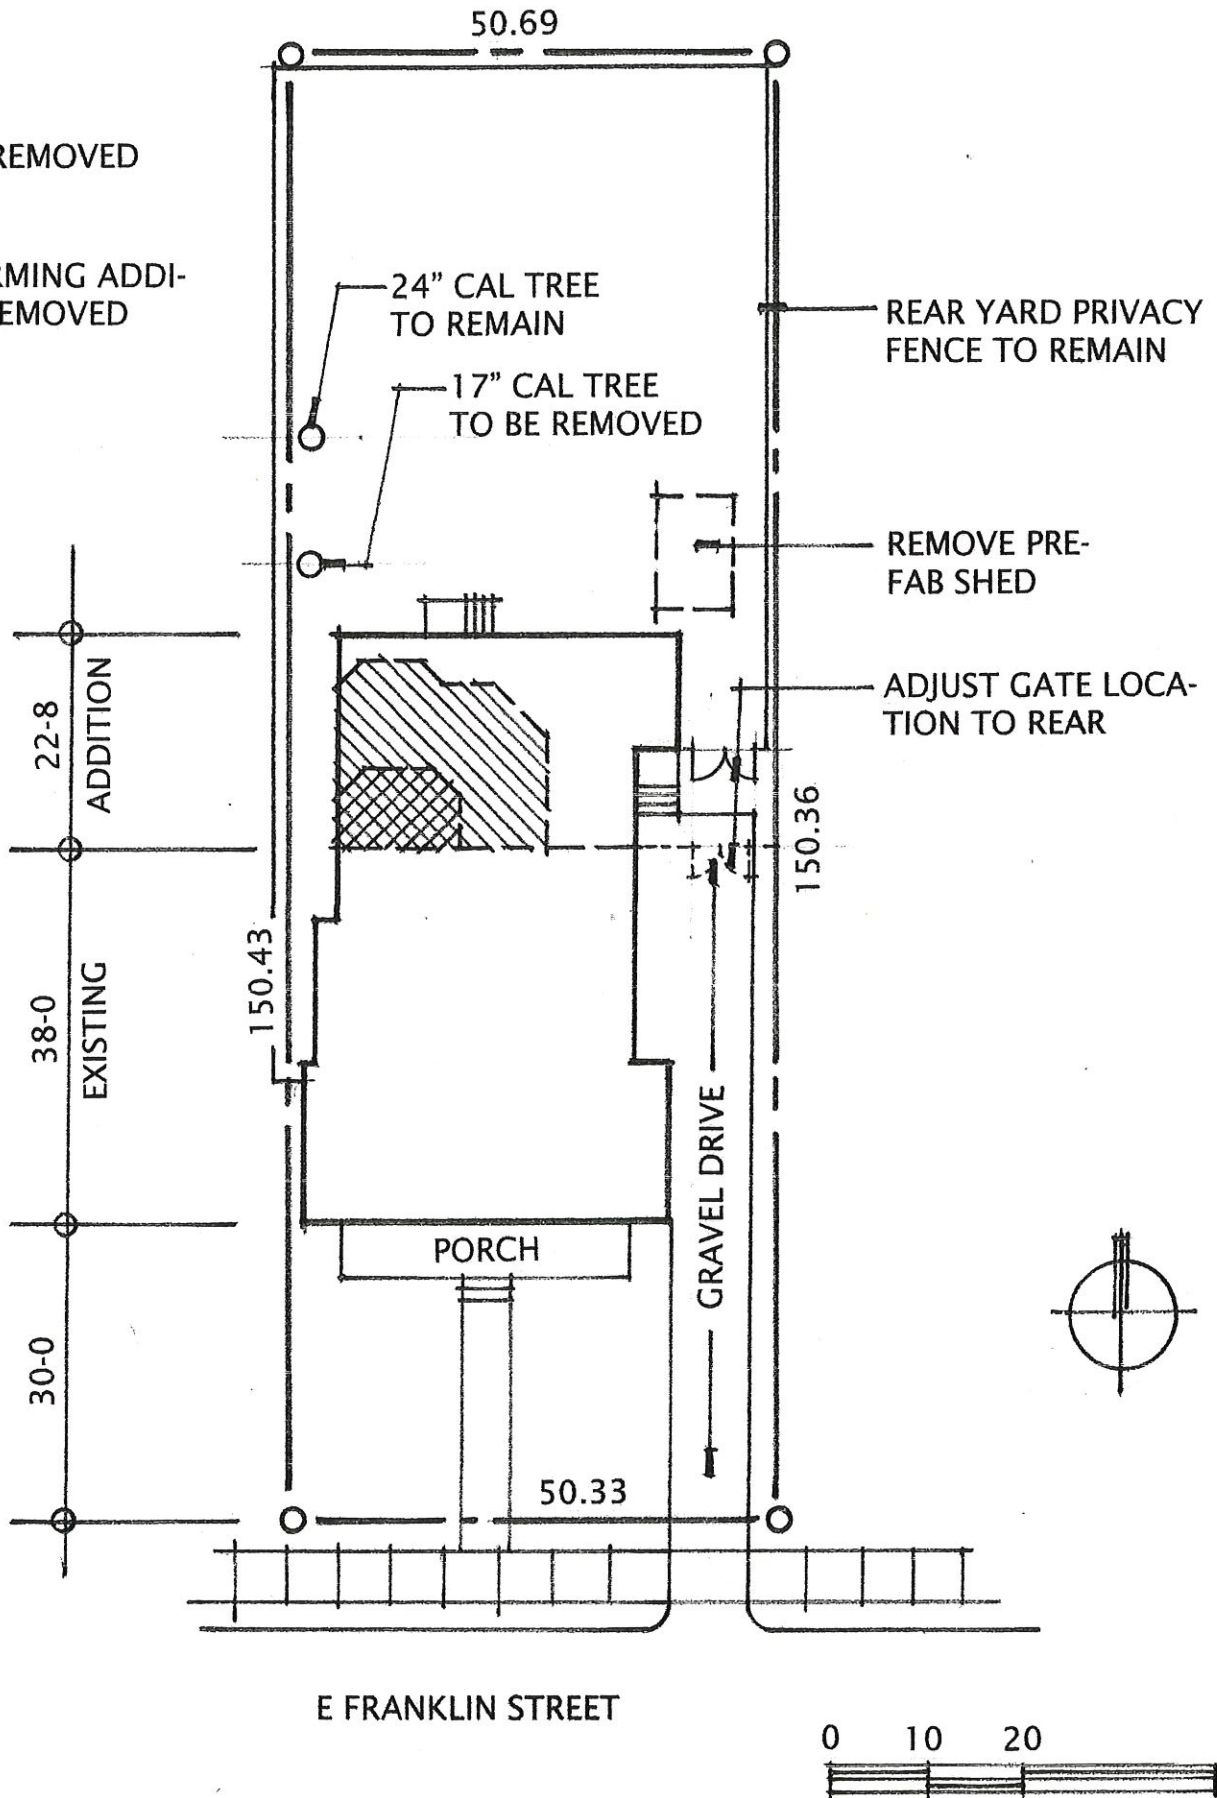 50.69
REMOVED
RMING ADDI-
EMOVED
24" CAL TREE
TO REMAIN
REAR YARD PRIVACY
FENCE TO REMAIN
17" CAL TREE
TO BE REMOVED
REMOVE PRE-
FAB SHED
ADJUST GATE LOCA-
TION TO REAR
22-8
ADDITION
150.36
150.43
38-0
EXISTING
GRAVEL DRIVE
PORCH
30-0
50.33
E FRANKLIN STREET
0 10 20